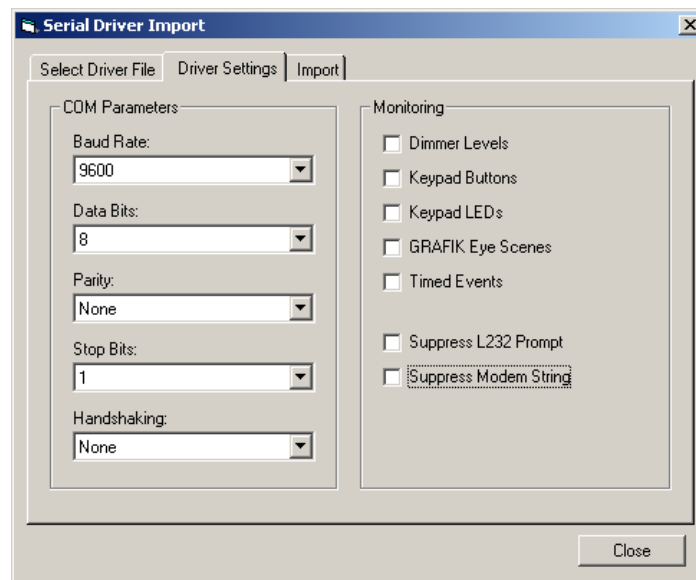 Serial Driver Import
Select Driver File Driver Settings Import
COM Parameters
Baud Rate:
9600
Data Bits:
8
Parity:
None
Stop Bits:
1
Handshaking:
None
Monitoring
Dimmer Levels
Keypad Buttons
Keypad LEDs
GRAFIK Eye Scenes
Timed Events
Suppress L232 Prompt
Suppress Modem String
Close